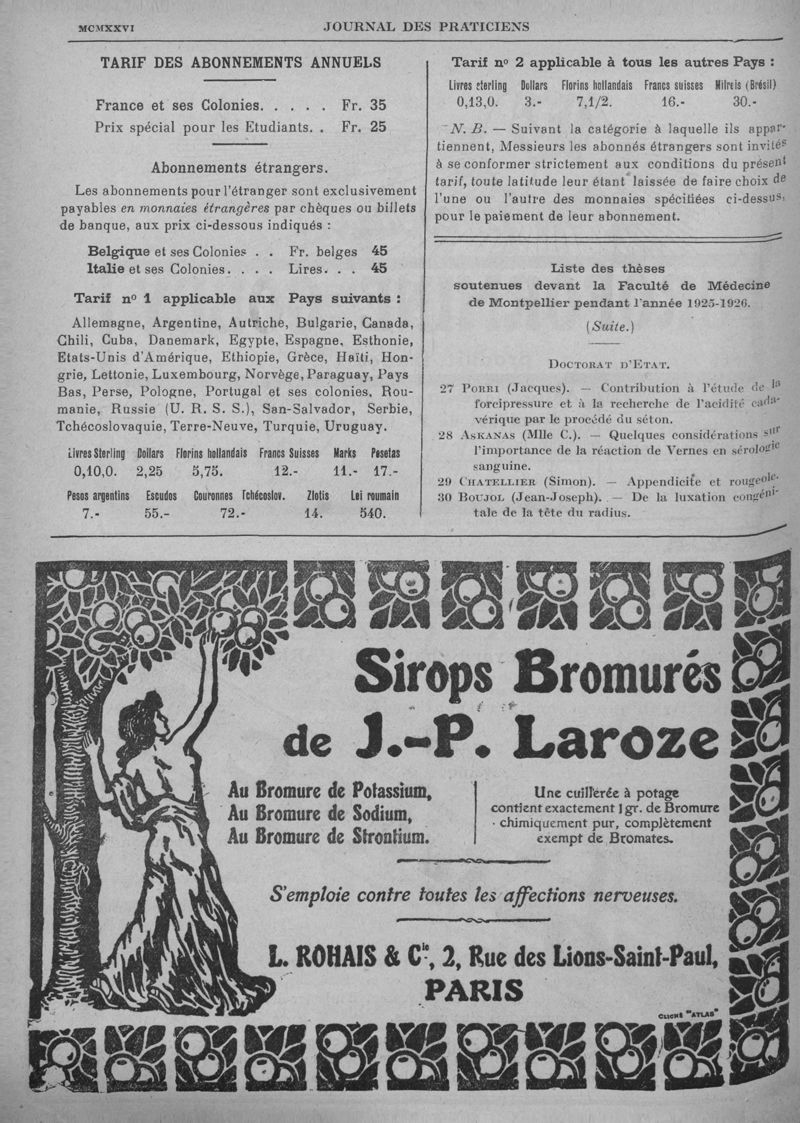 MCMXXVI
JOURNAL DES PRATICIENS
TARIF DES ABONNEMENTS ANNUELS
France et ses Colonies. . . . . Fr. 35
Prix spécial pour les Etudiants. . Fr. 25
Abonnements étrangers.
Les abonnements pour l'étranger sont exclusivement
payables en monnaies étrangères par chèques ou billets
de banque, aux prix ci-dessous indiqués :
Belgique et ses Colonies . . Fr. belges 45
Italie et ses Colonies. . . . Lires. . . 45
Tarif no 1 applicable aux Pays suivants :
Allemagne, Argentine, Autriche, Bulgarie, Canada,
Chili, Cuba, Danemark, Egypte, Espagne, Esthonie,
Etats-Unis d'Amérique, Ethiopie, Grèce, Haïti, Hon-
grie, Lettonie, Luxembourg, Norvège, Paraguay, Pays
Bas, Perse, Pologne, Portugal et ses colonies, Rou-
manie, Russie (U. R. S. S.), San-Salvador, Serbie,
Tchécoslovaquie, Terre-Neuve, Turquie, Uruguay.
Livres Sterling Dollars Florins hollandais Francs Suisses Marks Pesetas
0,10,0. 2,25 5,75. 12.- 11.- 17.-
Pesos argentins Escudos Couronnes Tchécoslov. Zlotis Lei roumain
7.- 55.- 72.- 14. 540.
Tarif no 2 applicable à tous les autres Pays :
Livres sterling Dollars Florins hollandais Francs suisses Milreis (Brésil)
0,13,0. 3.- 7,1/2. 16.- 30.-
N. B. — Suivant la catégorie à laquelle ils appar-
tiennent, Messieurs les abonnés étrangers sont invités
à se conformer strictement aux conditions du présent
tarif, toute latitude leur étant laissée de faire choix de
l'une ou l'autre des monnaies spécifiées ci-dessus,
pour le paiement de leur abonnement.
Liste des thèses
soutenues devant la Faculté de Médecine
de Montpellier pendant l'année 1925-1926.
(Suite.)
DOCTORAT D'ETAT.
27 PORRI (Jacques). — Contribution à l'étude de la
forcipressure et à la recherche de l'acidité cada-
vérique par le procédé du séton.
28 ASKANAS (Mlle C.). — Quelques considérations sur
l'importance de la réaction de Vernes en sérologie
sanguine.
29 CHATELLIER (Simon). — Appendicite et rougeole.
30 BOUJOL (Jean-Joseph). — De la luxation congéni-
tale de la tête du radius.
Sirops Bromurés
de J.-P. Laroze
Au Bromure de Potassium,
Au Bromure de Sodium,
Au Bromure de Strontium.
Une cuillerée à potage
contient exactement 1 gr. de Bromure
chimiquement pur, complètement
exempt de Bromates.
S'emploie contre toutes les affections nerveuses.
L. ROHAIS & Cie, 2, Rue des Lions-Saint-Paul,
PARIS
CLICHÉ "ATLAS"